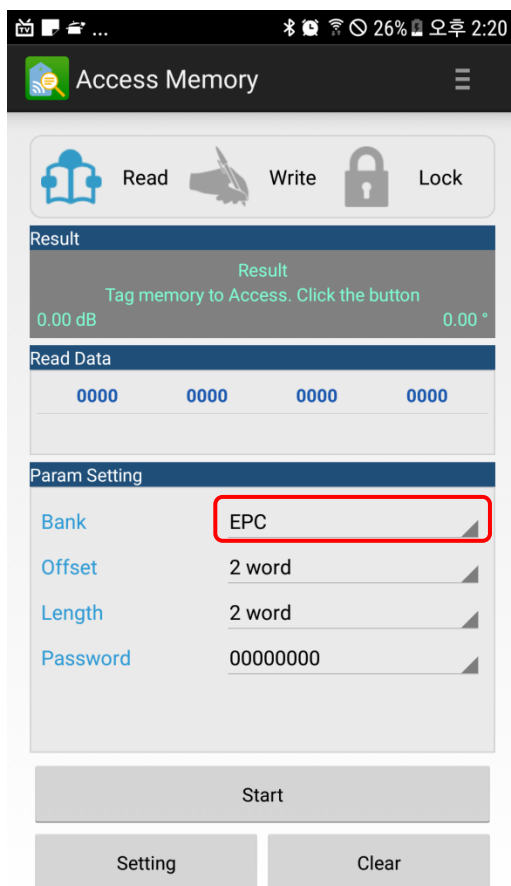 ... 26% 오후 2:20
Access Memory
Read Write Lock
Result
Result
Tag memory to Access. Click the button
0.00 dB 0.00 °
Read Data
0000 0000 0000 0000
Param Setting
Bank EPC
Offset 2 word
Length 2 word
Password 00000000
Start
Setting Clear